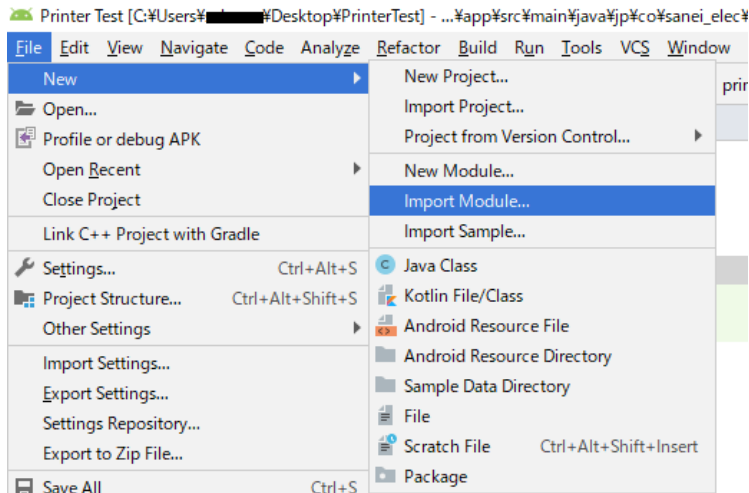 Printer Test [C:¥Users¥ ¥Desktop¥PrinterTest] - ...¥app¥src¥main¥java¥jp¥co¥sanei_elec¥
File Edit View Navigate Code Analyze Refactor Build Run Tools VCS Window
New
Open...
Profile or debug APK
Open Recent
Close Project
Link C++ Project with Gradle
Settings... Ctrl+Alt+S
Project Structure... Ctrl+Alt+Shift+S
Other Settings
Import Settings...
Export Settings...
Settings Repository...
Export to Zip File...
Save All Ctrl+S
New Project...
Import Project...
Project from Version Control...
New Module...
Import Module...
Import Sample...
Java Class
Kotlin File/Class
Android Resource File
Android Resource Directory
Sample Data Directory
File
Scratch File Ctrl+Alt+Shift+Insert
Package
prin